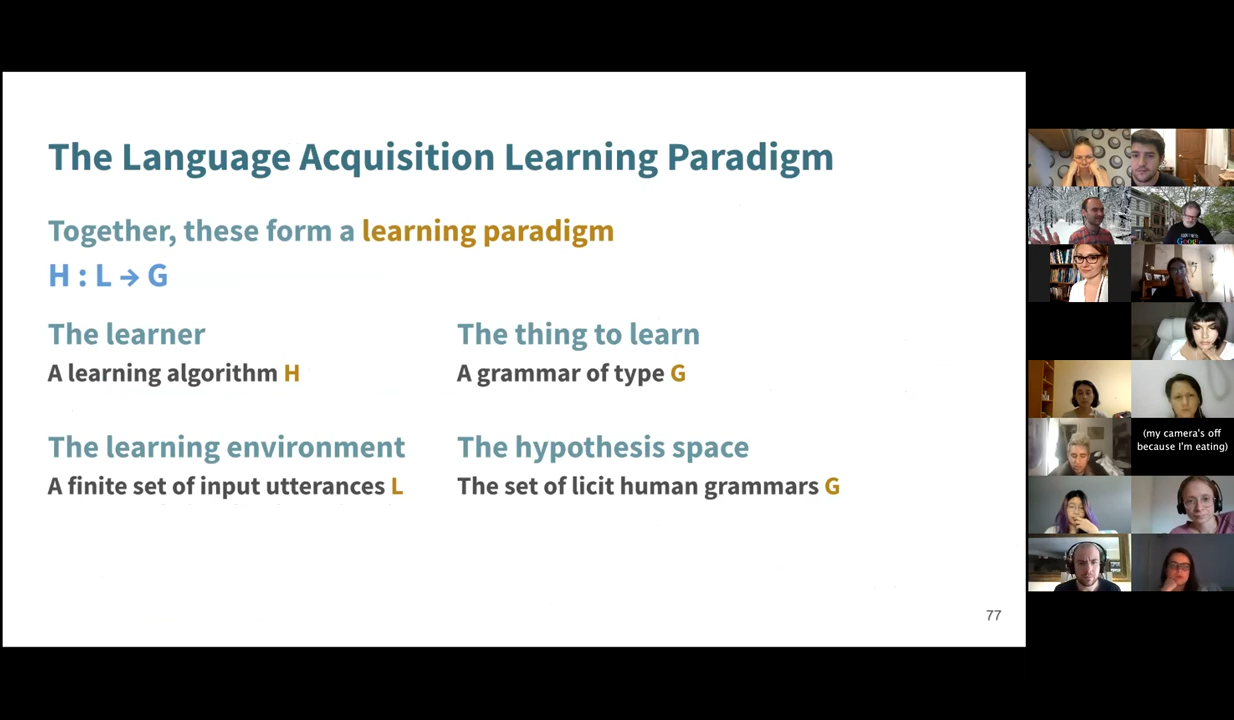 The Language Acquisition Learning Paradigm
Together, these form a learning paradigm
H : L → G
The learner
A learning algorithm H
The thing to learn
A grammar of type G
The learning environment
A finite set of input utterances L
The hypothesis space
The set of licit human grammars G
77
Google
(my camera's off
because I'm eating)